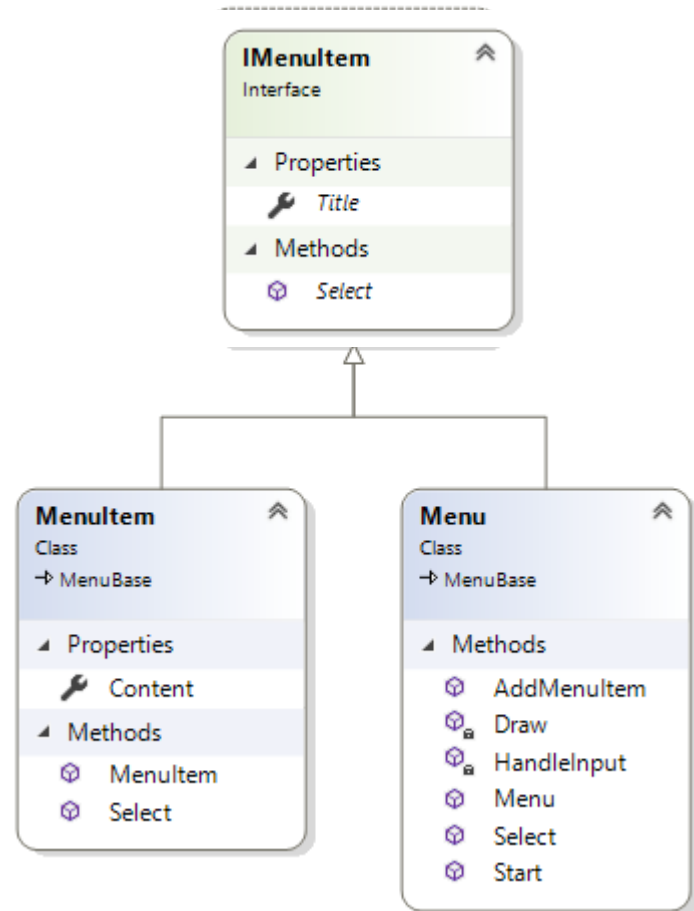 IMenuItem
Interface
Properties
Title
Methods
Select
MenuItem
Class
MenuBase
Properties
Content
Methods
MenuItem
Select
Menu
Class
MenuBase
Methods
AddMenuItem
Draw
HandleInput
Menu
Select
Start